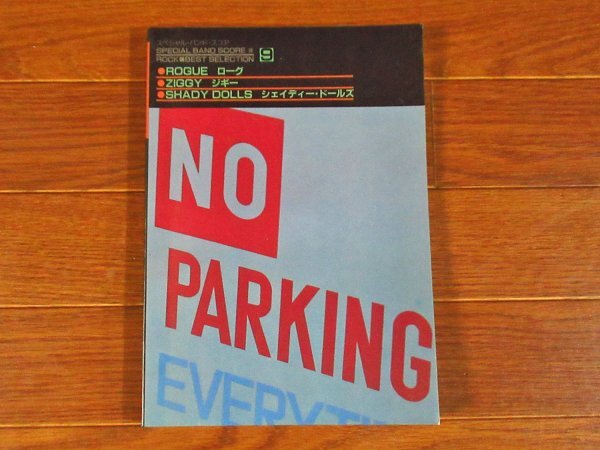 スペシャル・バンド・スコア
SPECIAL BAND SCORE
ROCK BEST SELECTION
9
ROGUE ローグ
ZIGGY ジギー
SHADY DOLLS シェイディー・ドールズ
NO
PARKING